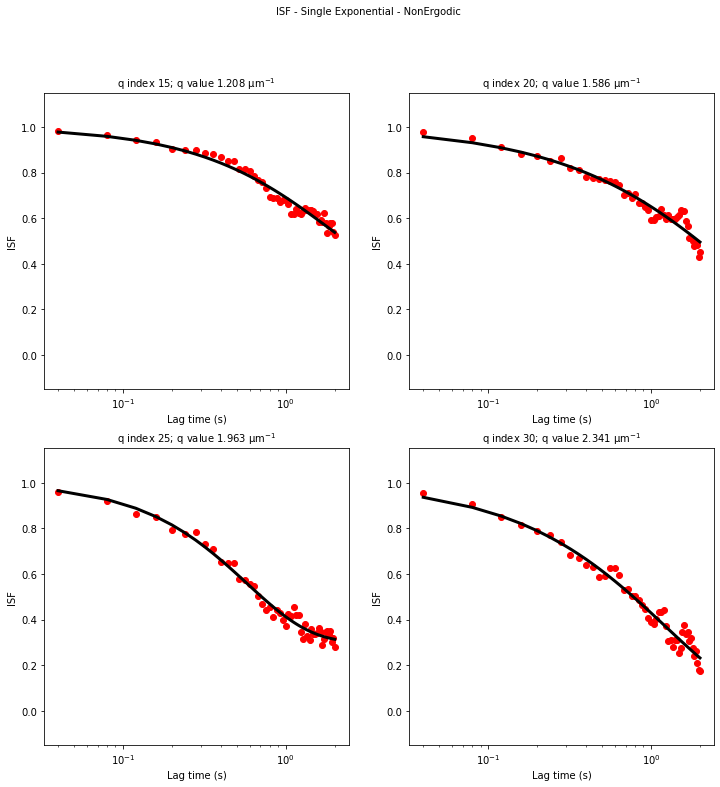 ISF - Single Exponential - NonErgodic
q index 15; q value 1.208 μm⁻¹
1.0
0.8
0.6
0.4
0.2
0.0
ISF
10⁻¹ 10⁰
Lag time (s)
q index 20; q value 1.586 μm⁻¹
1.0
0.8
0.6
0.4
0.2
0.0
ISF
10⁻¹ 10⁰
Lag time (s)
q index 25; q value 1.963 μm⁻¹
1.0
0.8
0.6
0.4
0.2
0.0
ISF
10⁻¹ 10⁰
Lag time (s)
q index 30; q value 2.341 μm⁻¹
1.0
0.8
0.6
0.4
0.2
0.0
ISF
10⁻¹ 10⁰
Lag time (s)